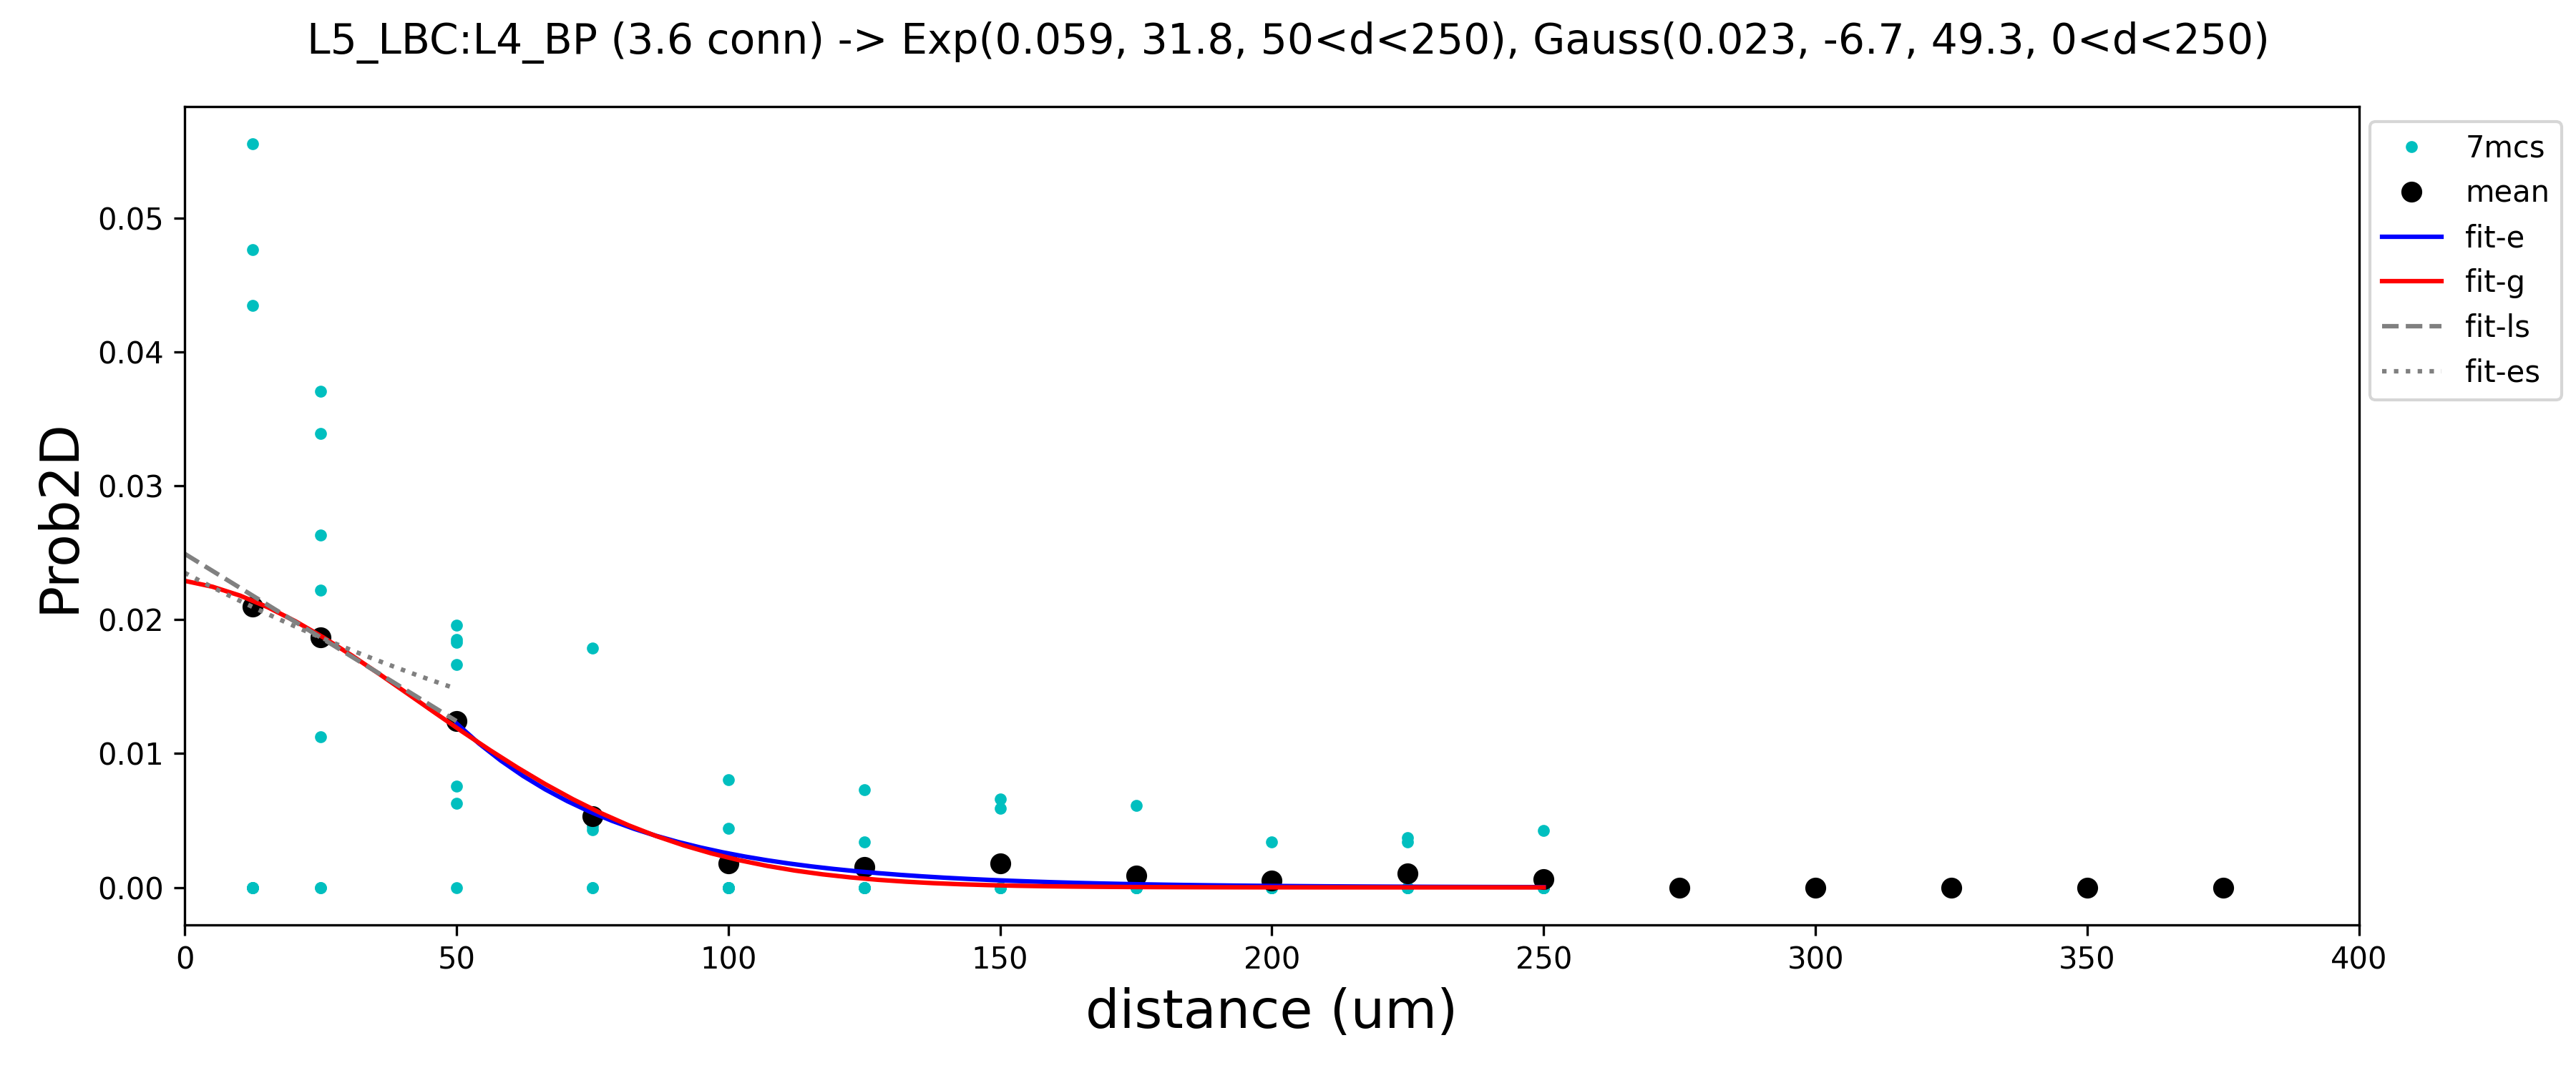 L5_LBC:L4_BP (3.6 conn) -> Exp(0.059, 31.8, 50<d<250), Gauss(0.023, -6.7, 49.3, 0<d<250)
7mcs
mean
fit-e
fit-g
fit-ls
fit-es
Prob2D
0.05
0.04
0.03
0.02
0.01
0.00
0 50 100 150 200 250 300 350 400
distance (um)